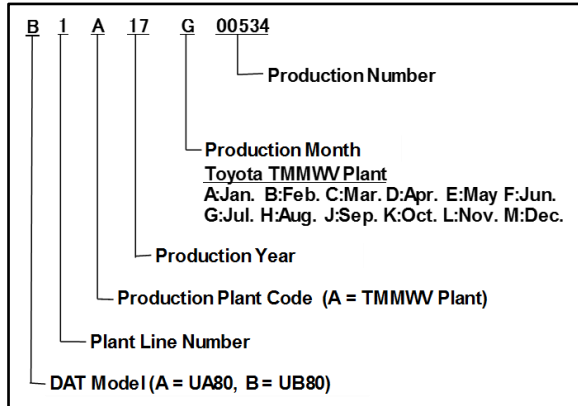 B 1 A 17 G 00534
Production Number
Production Month
Toyota TMMWV Plant
A:Jan. B:Feb. C:Mar. D:Apr. E:May F:Jun.
G:Jul. H:Aug. J:Sep. K:Oct. L:Nov. M:Dec.
Production Year
Production Plant Code (A = TMMWV Plant)
Plant Line Number
DAT Model (A = UA80, B = UB80)